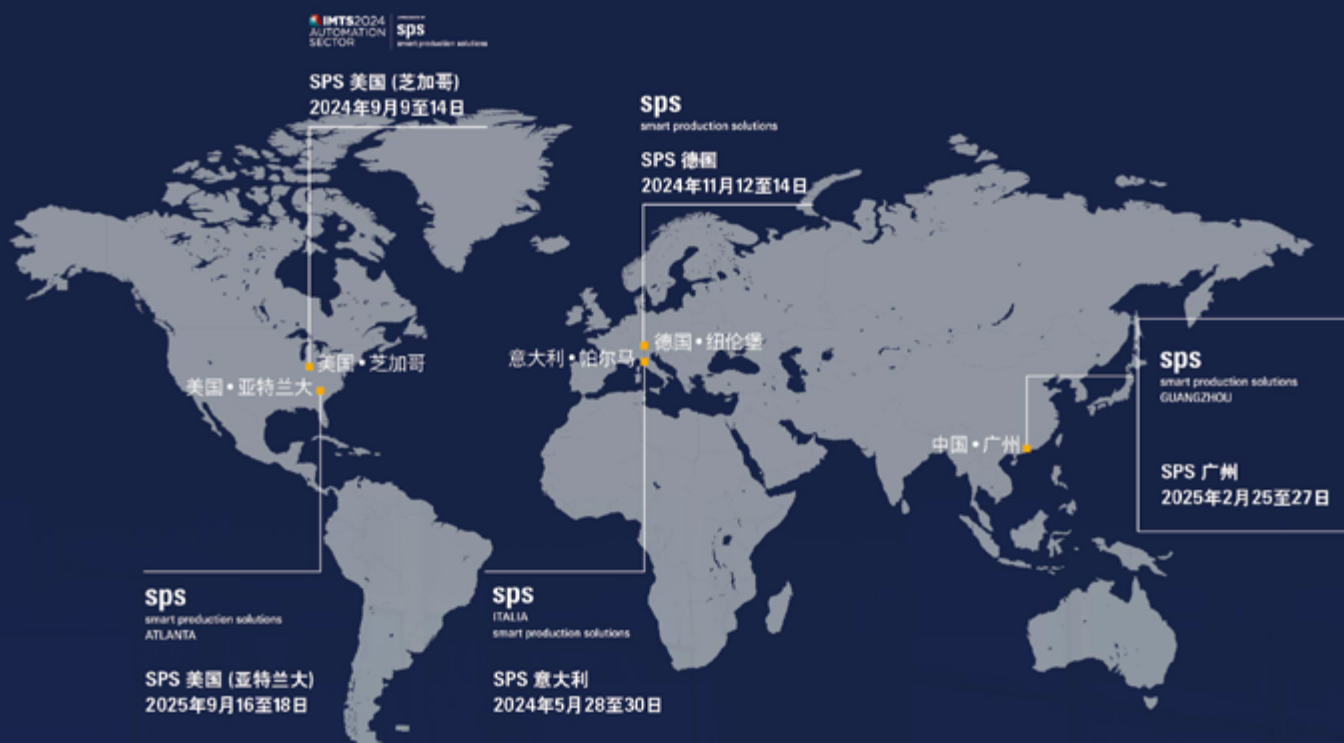 IMTS2024
AUTOMATION
SECTOR
sps
smart production solutions
SPS 美国 (芝加哥)
2024年9月9至14日
sps
smart production solutions
SPS 德国
2024年11月12至14日
美国•芝加哥
美国•亚特兰大
德国•纽伦堡
意大利•帕尔马
中国•广州
sps
smart production solutions
GUANGZHOU
SPS 广州
2025年2月25至27日
sps
smart production solutions
ATLANTA
SPS 美国 (亚特兰大)
2025年9月16至18日
sps
ITALIA
smart production solutions
SPS 意大利
2024年5月28至30日